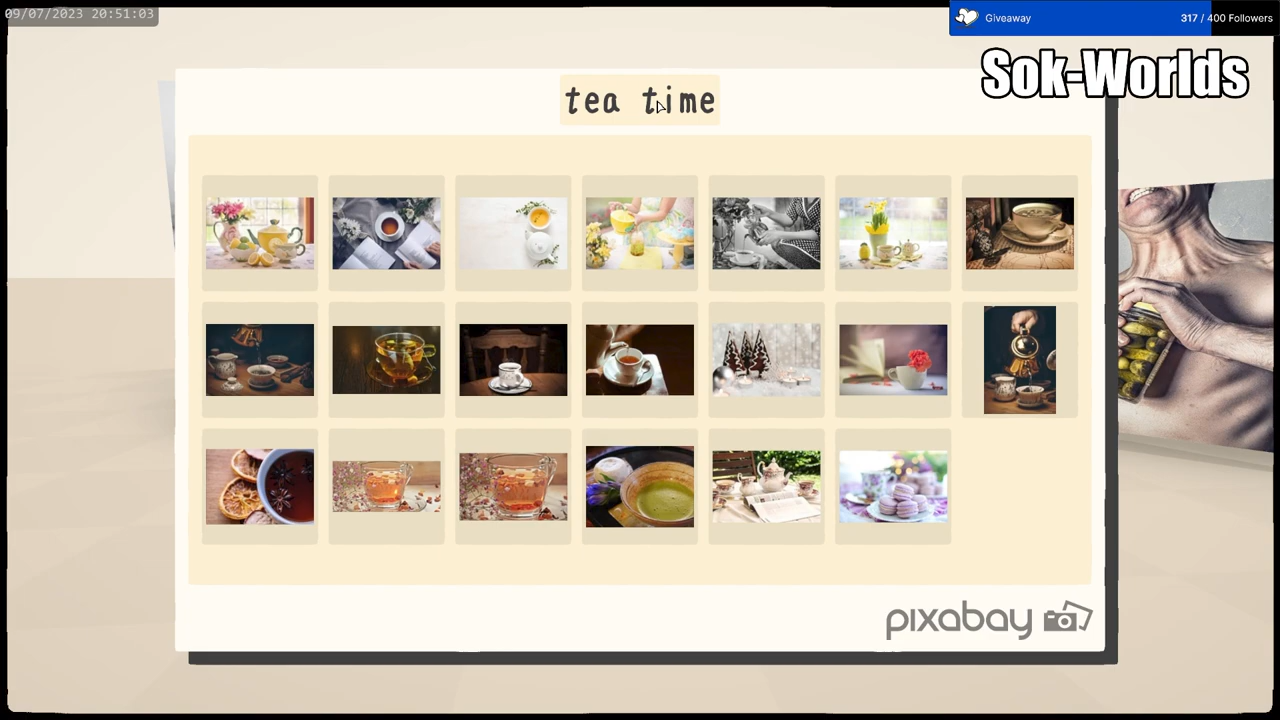 09/07/2023 20:51:03
Giveaway
317 / 400 Followers
Sok-Worlds
tea time
pixabay